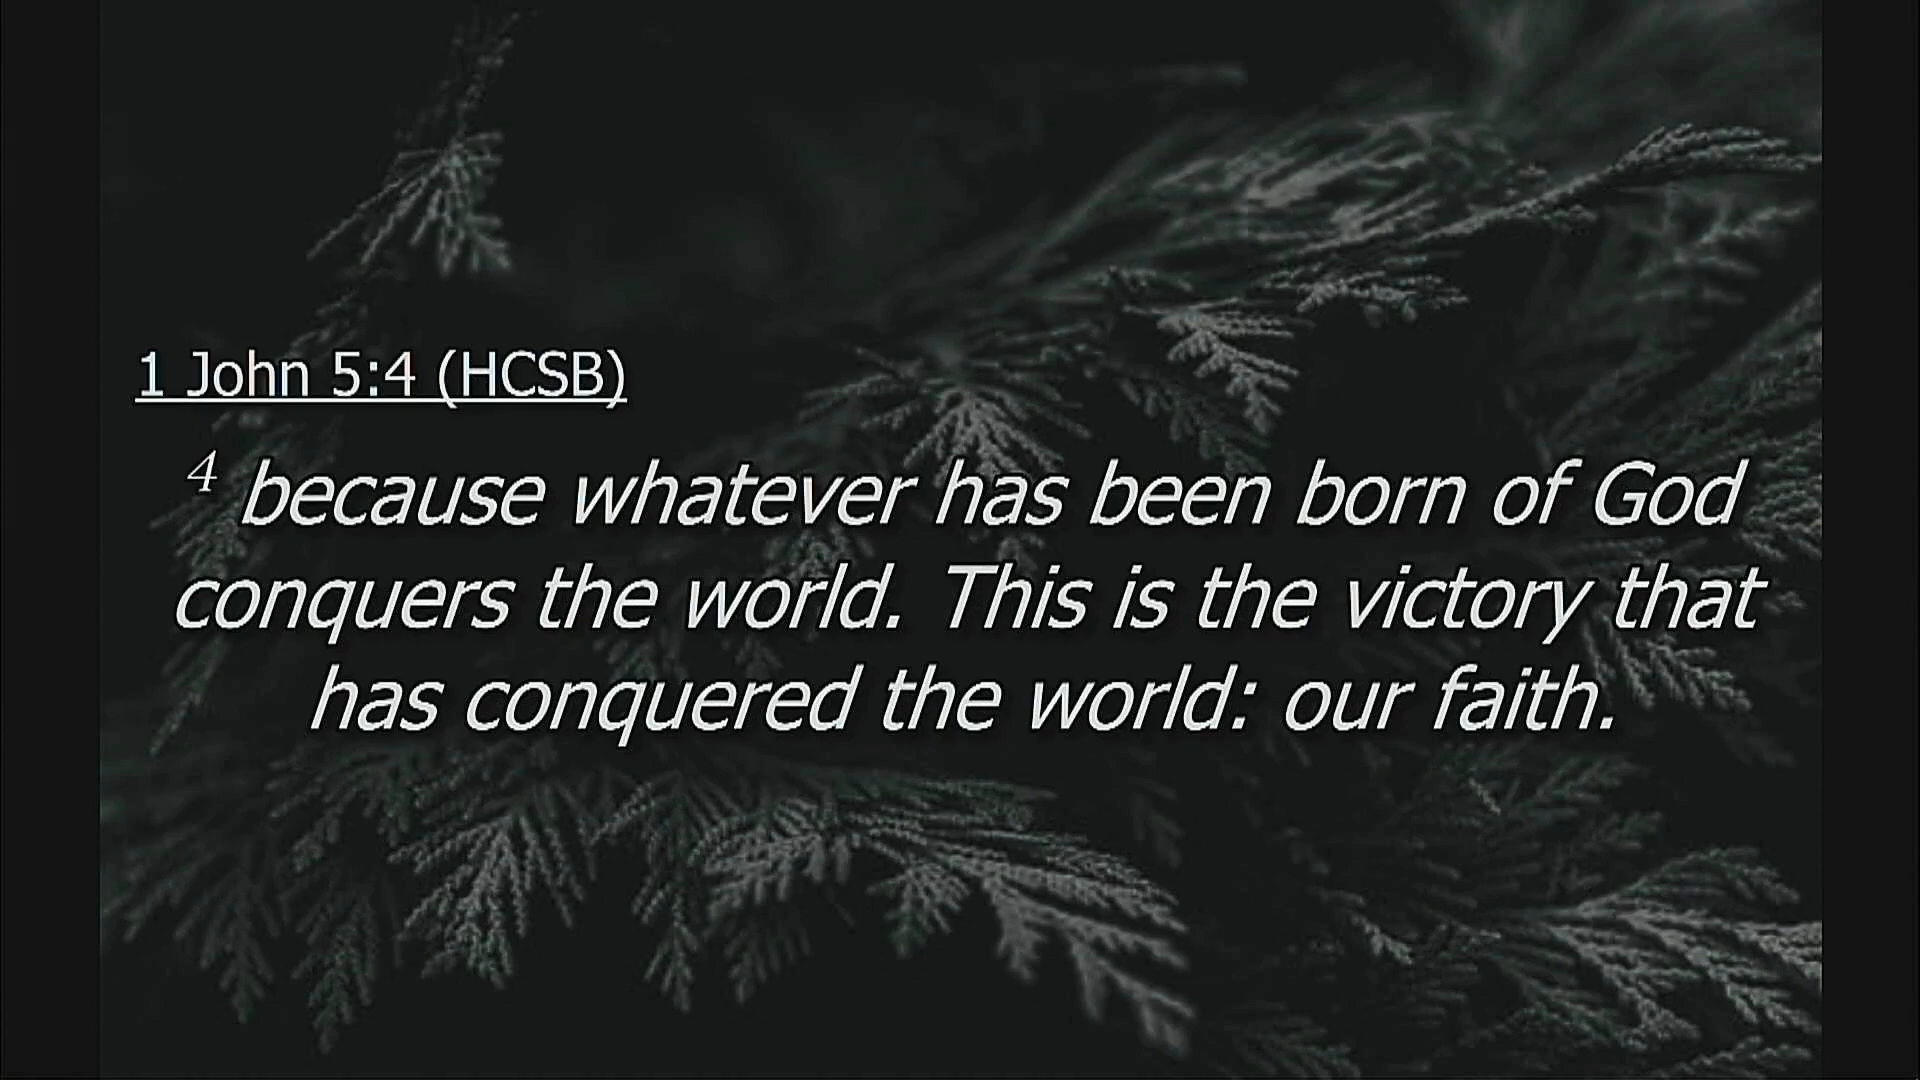 1 John 5:4 (HCSB)
4 because whatever has been born of God
conquers the world. This is the victory that
has conquered the world: our faith.